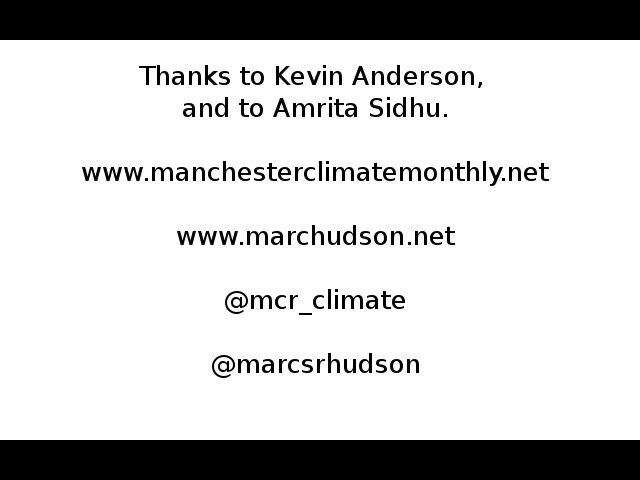 Thanks to Kevin Anderson,
and to Amrita Sidhu.
www.manchesterclimatemonthly.net
www.marchudson.net
@mcr_climate
@marcsrhudson